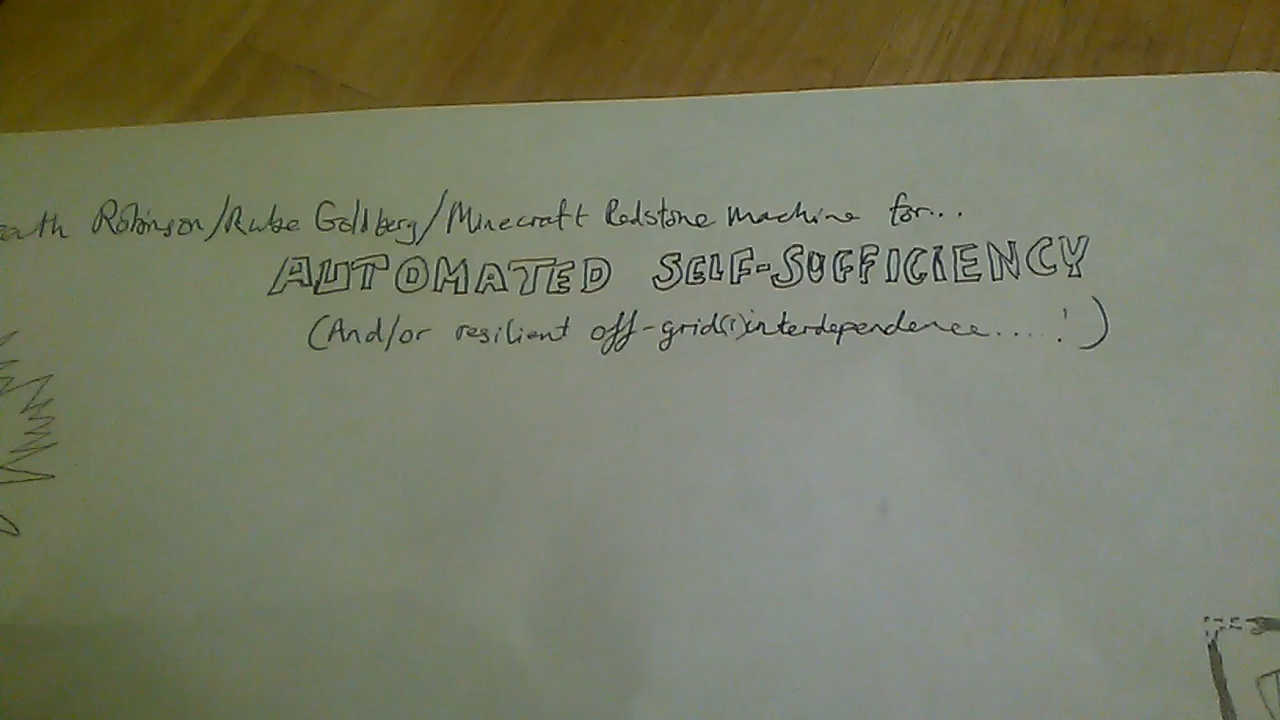 eath Robinson/Rube Goldberg/Minecraft Redstone machine for...
AUTOMATED SELF-SUFFICIENCY
(And/or resilient off-grid(!)interdependence.....!)